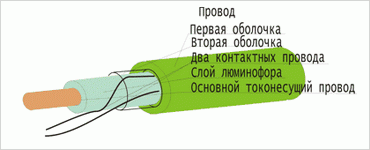 Провод
Первая оболочка
Вторая оболочка
Два контактных провода
Слой люминофора
Основной токонесущий провод